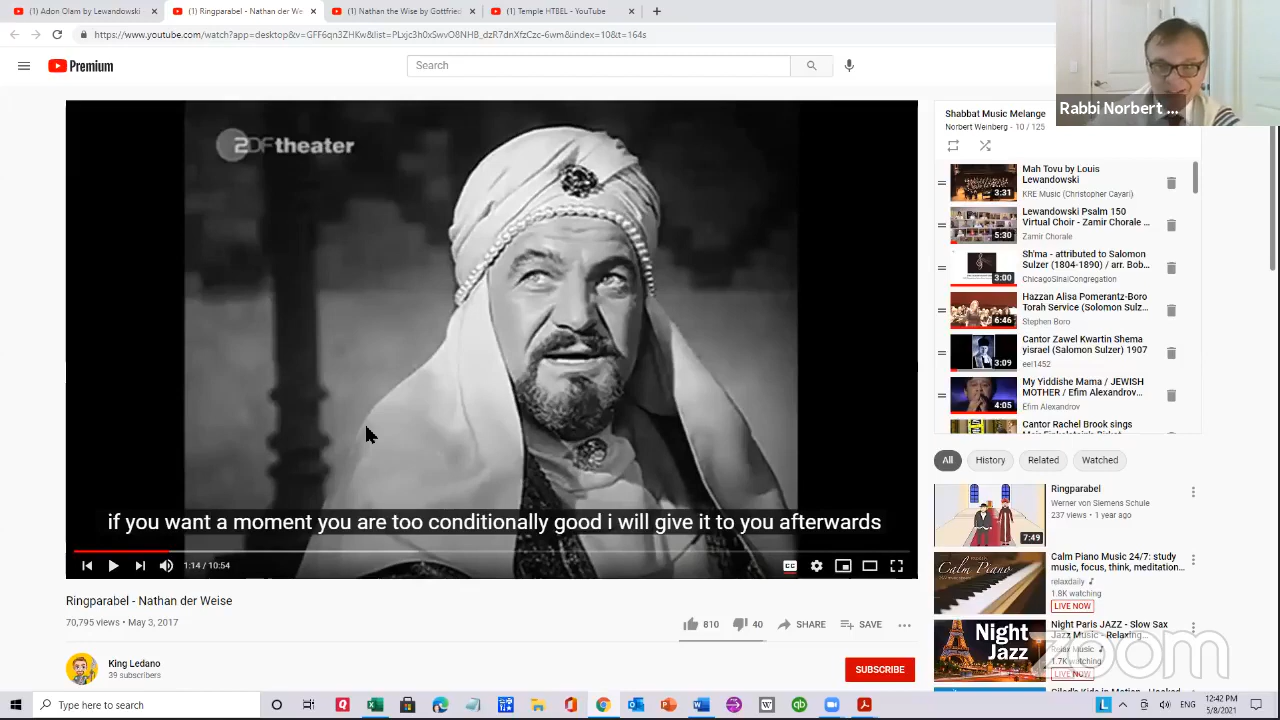 Adon Olam by Lewandowski
Ringparabel - Nathan der We
Nathan the Wise by Gottfrie
Temple HTBEL - YouTube
https://www.youtube.com/watch?app=desktop&v=GFF6qn3ZHKw&list=PLxjc3h0xSwvO8NHB_dzR7dnXfzCzc-6wm&index=10&t=164s
Premium
Search
Rabbi Norbert ...
ZDFtheater
if you want a moment you are too conditionally good i will give it to you afterwards
1:14 / 10:54
CC
Ringparabel - Nathan der Weise
70,795 views • May 3, 2017
810
40
SHARE
SAVE
King Ledano
39 subscribers
SUBSCRIBE
Shabbat Music Melange
Norbert Weinberg - 10 / 125
Mah Tovu by Louis
Lewandowski
KRE Music (Christopher Cayari)
3:31
Lewandowski Psalm 150
Virtual Choir - Zamir Chorale ...
Zamir Chorale
5:30
Sh'ma - attributed to Salomon
Sulzer (1804-1890) / arr. Bob...
ChicagoSinaiCongregation
3:00
Hazzan Alisa Pomerantz-Boro
Torah Service (Solomon Sulz...
Stephen Boro
6:46
Cantor Zawel Kwartin Shema
yisrael (Salomon Sulzer) 1907
eel1452
3:09
My Yiddishe Mama / JEWISH
MOTHER / Efim Alexandrov...
Efim Alexandrov
4:05
Cantor Rachel Brook sings
All
History
Related
Watched
Ringparabel
Werner von Siemens Schule
237 views • 1 year ago
7:49
Calm Piano Music 24/7: study
music, focus, think, meditation...
relaxdaily
1.8K watching
LIVE NOW
Calm Piano
Night Paris JAZZ - Slow Sax
Jazz Music - Relaxing...
Relax Music
1.7K watching
LIVE NOW
Night
Jazz
zoom
Type here to search
12:42 PM
5/8/2021